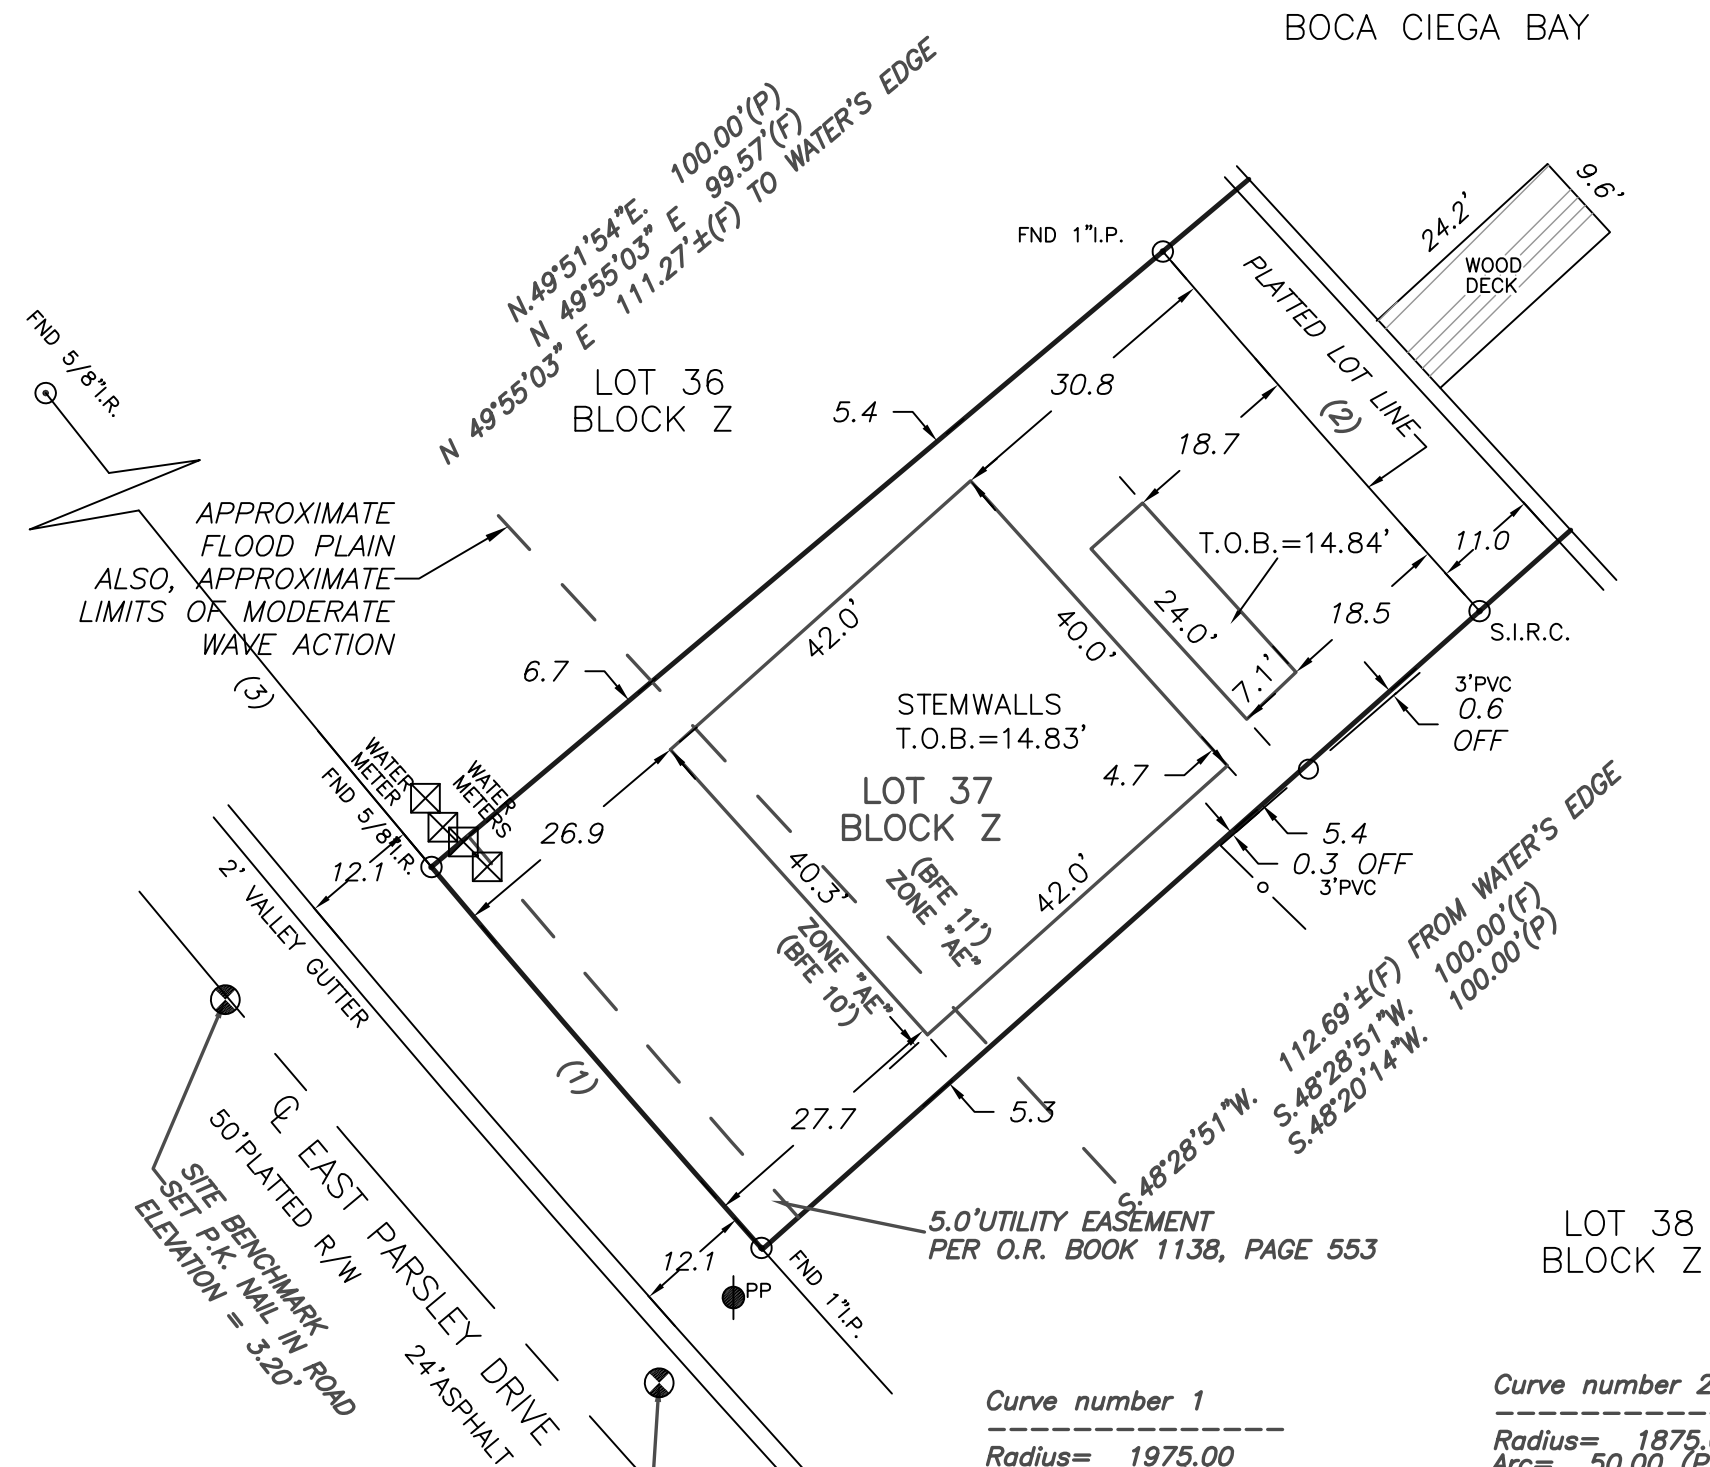 BOCA CIEGA BAY
N.49°51'54"E. 100.00'(P)
N 49°55'03" E 99.57'(F)
N 49°55'03" E 111.27'±(F) TO WATER'S EDGE
FND 1"I.P.
24.2'
9.6'
WOOD
DECK
PLATTED LOT LINE
(2)
FND 5/8"I.R.
LOT 36
BLOCK Z
5.4
30.8
18.7
APPROXIMATE
FLOOD PLAIN
ALSO, APPROXIMATE
LIMITS OF MODERATE
WAVE ACTION
(3)
T.O.B.=14.84'
11.0
24.0'
7.1'
18.5
S.I.R.C.
42.0'
40.0'
6.7
STEMWALLS
T.O.B.=14.83'
3'PVC
0.6
OFF
4.7
LOT 37
BLOCK Z
WATER
METER
WATER
METERS
FND 5/8"I.R.
12.1
26.9
5.4
0.3 OFF
3'PVC
40.3'
42.0'
(BFE 11')
ZONE "AE"
ZONE "AE"
(BFE 10')
2' VALLEY GUTTER
(1)
27.7
5.3
S.48°28'51"W. 112.69'±(F) FROM WATER'S EDGE
S.48°28'51"W. 100.00'(F)
S.48°20'14"W. 100.00'(P)
5.0'UTILITY EASEMENT
PER O.R. BOOK 1138, PAGE 553
LOT 38
BLOCK Z
12.1
PP
FND 1"I.P.
℄ EAST PARSLEY DRIVE
50'PLATTED R/W
24'ASPHALT
SITE BENCHMARK
SET P.K. NAIL IN ROAD
ELEVATION = 3.20'
Curve number 1
Radius= 1975.00
Curve number 2
Radius= 1875.
Arc= 50.00 (P